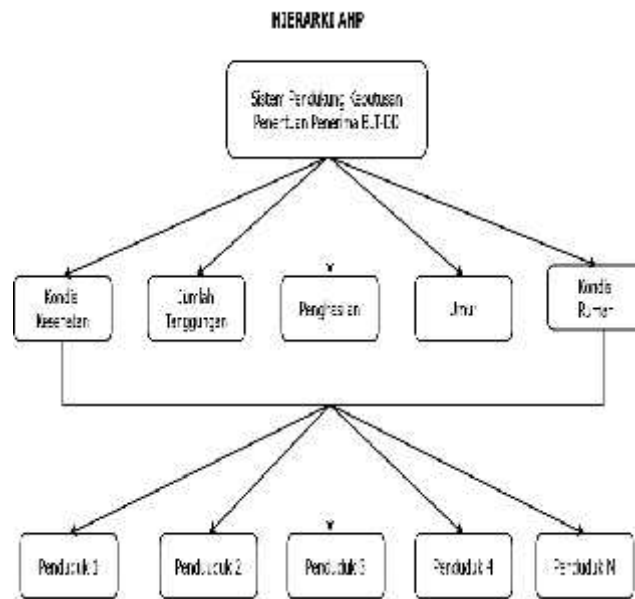 HIERARKI AHP
Sistem Pendukung Keputusan
Penentuan Penerima BLT-DD
Kondisi
Kesehatan
Jumlah
Tanggungan
Penghasilan
Umur
Kondisi
Rumah
Penduduk 1
Penduduk 2
Penduduk 3
Penduduk 4
Penduduk N